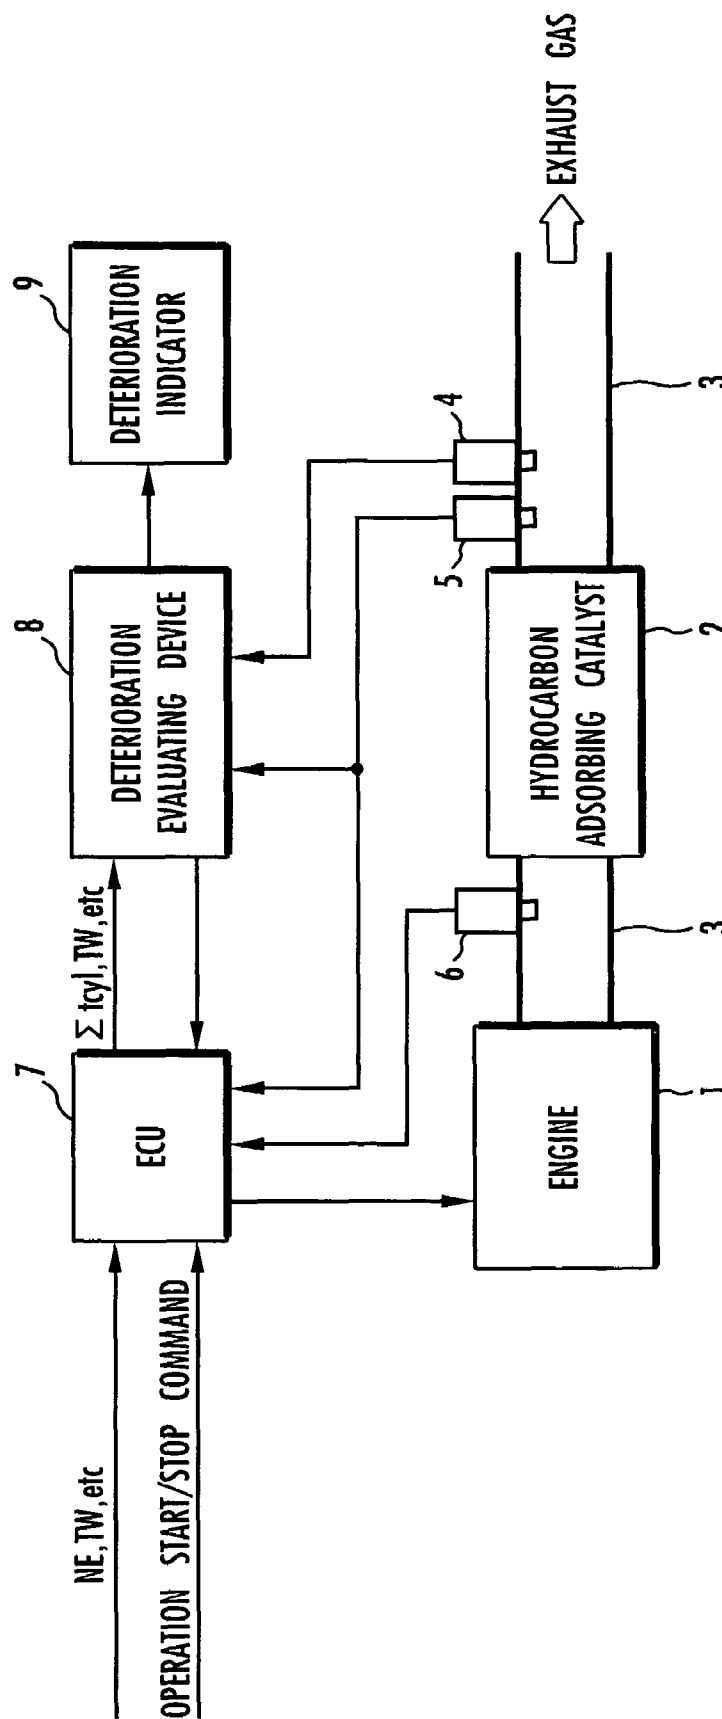 NE,TW,etc
OPERATION START/STOP COMMAND
7
ECU
Σtcyl,TW,etc
8
DETERIORATION
EVALUATING DEVICE
9
DETERIORATION
INDICATOR
ENGINE
1
6
3
HYDROCARBON
ADSORBING CATALYST
2
5
4
3
EXHAUST GAS